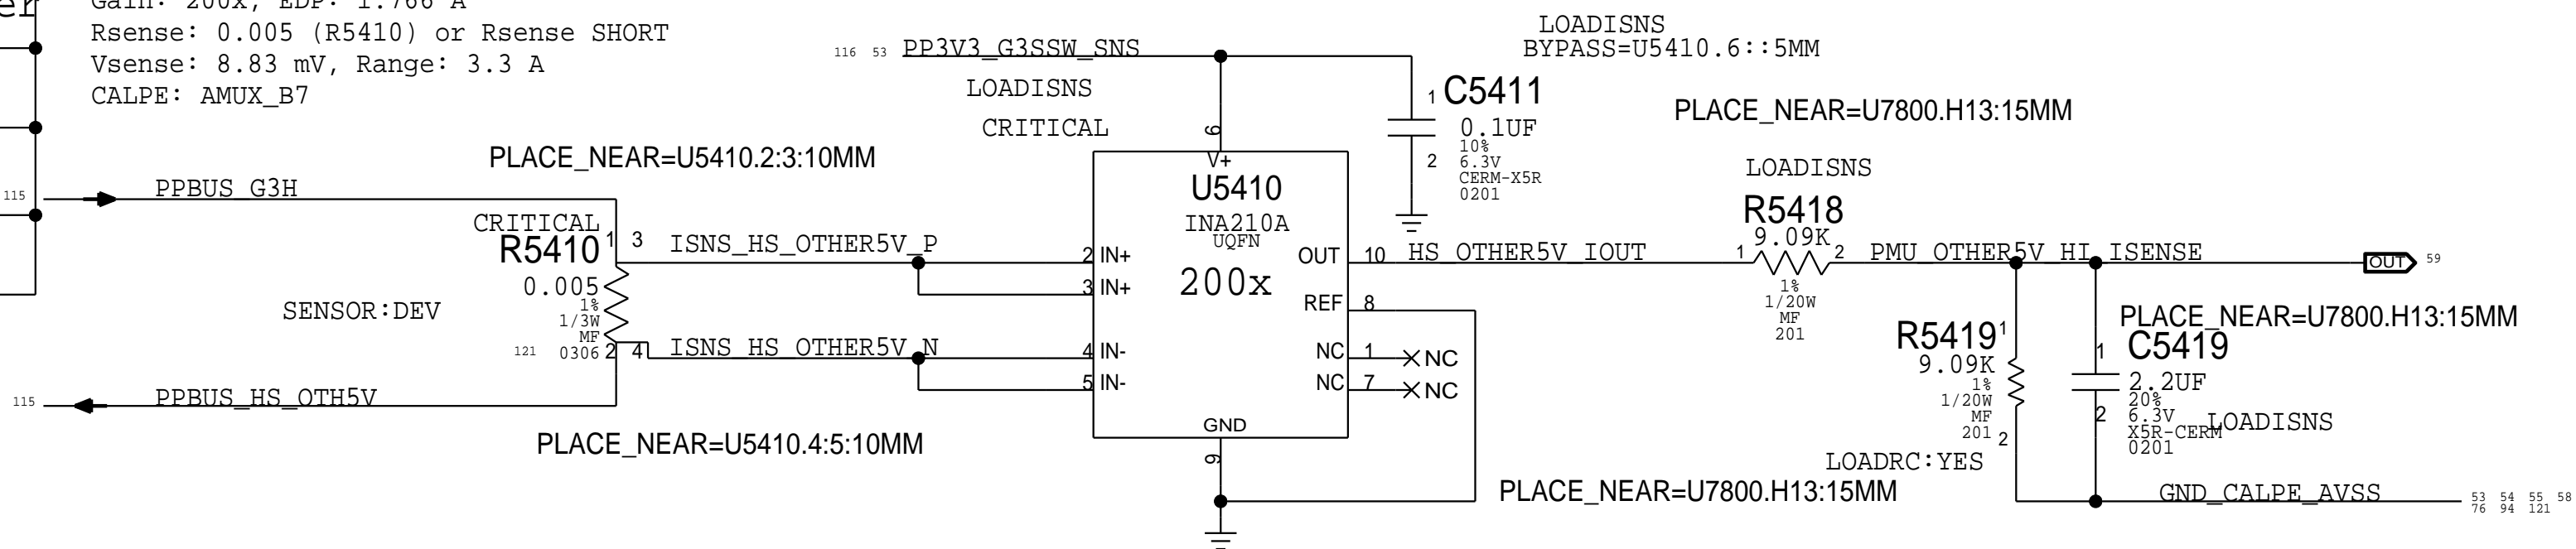 er
Gain: 200x, EDP: 1.766 A
Rsense: 0.005 (R5410) or Rsense SHORT
Vsense: 8.83 mV, Range: 3.3 A
CALPE: AMUX_B7
116 53 PP3V3_G3SSW_SNS
LOADISNS
CRITICAL
LOADISNS
BYPASS=U5410.6::5MM
1 C5411
0.1UF
10%
2 6.3V
CERM-X5R
0201
PLACE_NEAR=U7800.H13:15MM
PLACE_NEAR=U5410.2:3:10MM
115 PPBUS_G3H
CRITICAL
R5410 1 3
0.005
1%
1/3W
MF
121 0306 2 4
SENSOR:DEV
ISNS_HS_OTHER5V_P
ISNS_HS_OTHER5V_N
115 PPBUS_HS_OTH5V
PLACE_NEAR=U5410.4:5:10MM
6
V+
U5410
INA210A
UQFN
200x
2 IN+
3 IN+
4 IN-
5 IN-
OUT 10
REF 8
NC 1 NC
NC 7 NC
GND
9
HS_OTHER5V_IOUT
LOADISNS
R5418
9.09K
1 2
1%
1/20W
MF
201
PMU_OTHER5V_HI_ISENSE
OUT 59
PLACE_NEAR=U7800.H13:15MM
R5419 1
9.09K
1%
1/20W
MF
201 2
LOADRC:YES
1 C5419
2.2UF
20%
2 6.3V
X5R-CERM
0201
LOADISNS
PLACE_NEAR=U7800.H13:15MM
GND_CALPE_AVSS
53 54 55 58
76 94 121